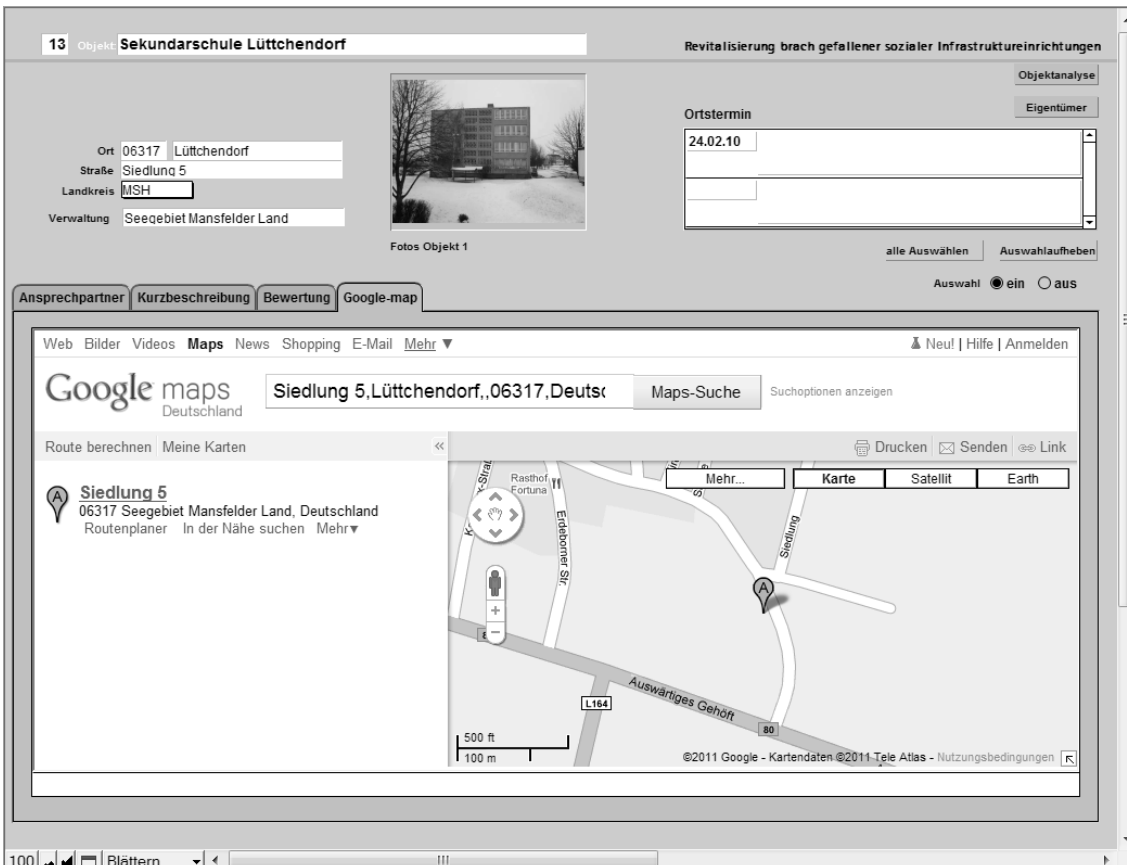 13 Objekt Sekundarschule Lüttchendorf
Revitalisierung brach gefallener sozialer Infrastruktureinrichtungen
Objektanalyse
Eigentümer
Ortstermin
24.02.10
Ort 06317 Lüttchendorf
Straße Siedlung 5
Landkreis MSH
Verwaltung Seegebiet Mansfelder Land
Fotos Objekt 1
alle Auswählen Auswahlaufheben
Auswahl ein aus
Ansprechpartner Kurzbeschreibung Bewertung Google-map
Web Bilder Videos Maps News Shopping E-Mail Mehr ▼
Neu! | Hilfe | Anmelden
Google maps
Deutschland
Siedlung 5,Lüttchendorf,,06317,Deutsc
Maps-Suche
Suchoptionen anzeigen
Route berechnen Meine Karten «
Drucken Senden Link
A Siedlung 5
06317 Seegebiet Mansfelder Land, Deutschland
Routenplaner In der Nähe suchen Mehr▼
Mehr... Karte Satellit Earth
Rasthof
Fortuna
Erdeborner Str.
Siedlung
A
Auswärtiges Gehöft
L164
80
500 ft
100 m
©2011 Google - Kartendaten ©2011 Tele Atlas - Nutzungsbedingungen
100 Blättern